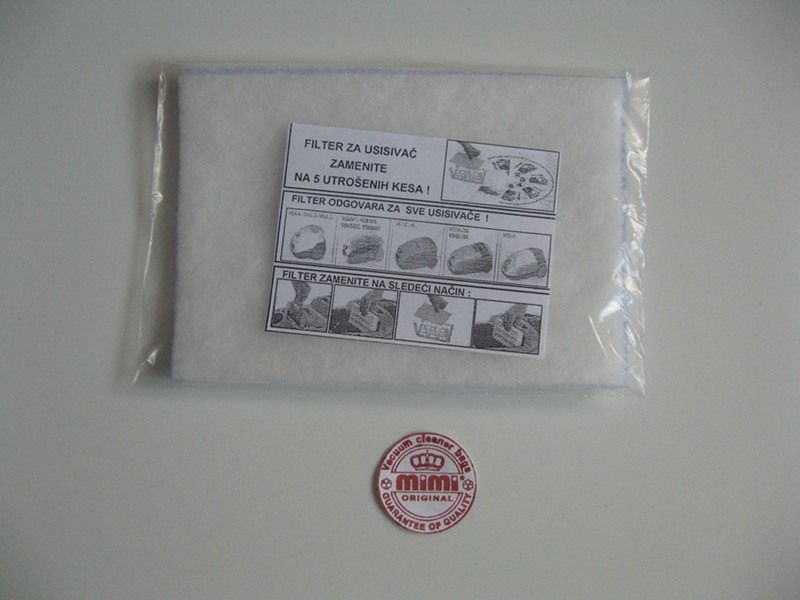 FILTER ZA USISIVAČ
ZAMENITE
NA 5 UTROŠENIH KESA !
FILTER ODGOVARA ZA SVE USISIVAČE !
FILTER ZAMENITE NA SLEDEĆI NAČIN :
Vacuum cleaner bags
mimi®
ORIGINAL
GUARANTEE OF QUALITY